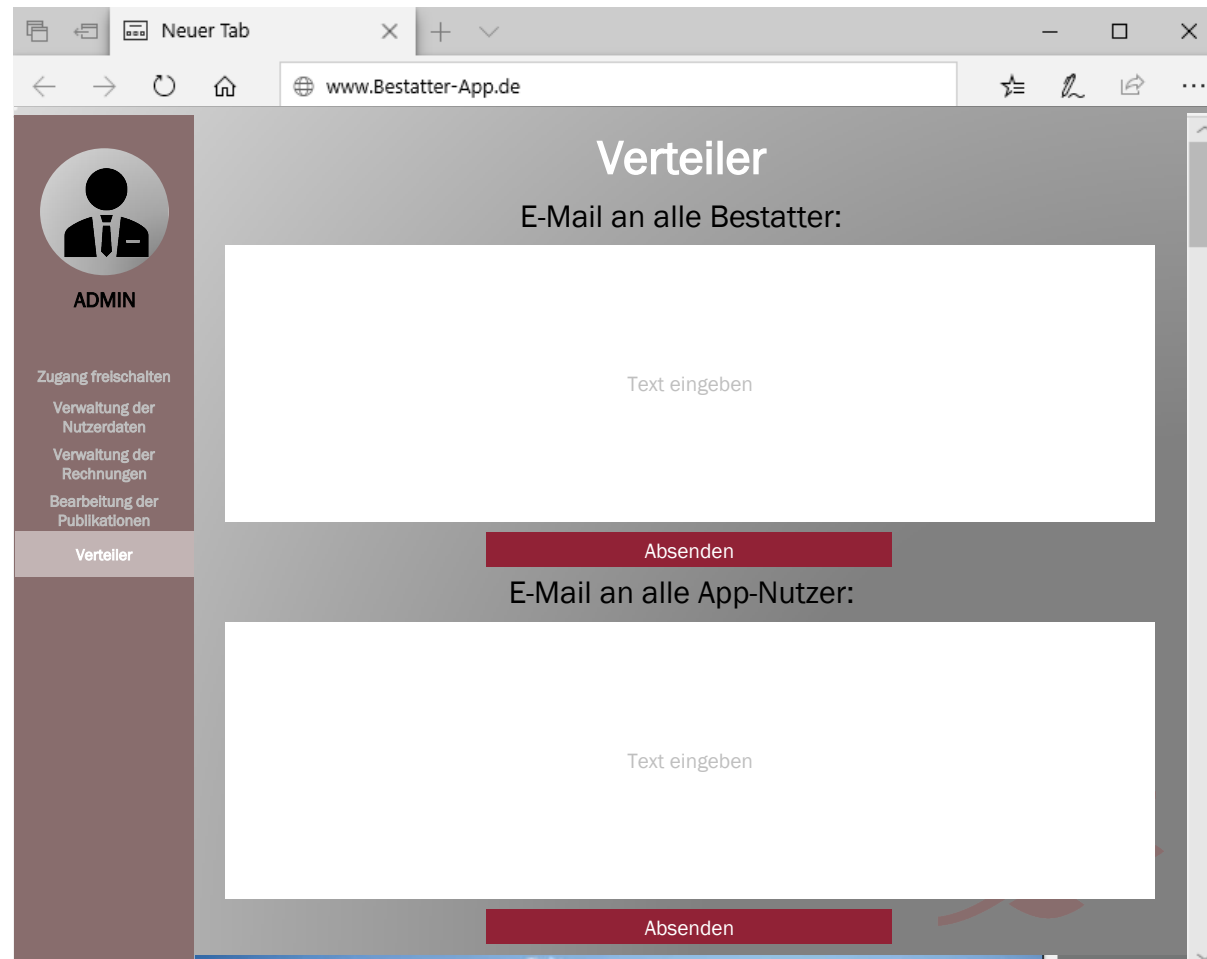 Neuer Tab
www.Bestatter-App.de
ADMIN
Zugang freischalten
Verwaltung der
Nutzerdaten
Verwaltung der
Rechnungen
Bearbeitung der
Publikationen
Verteiler
Verteiler
E-Mail an alle Bestatter:
Text eingeben
Absenden
E-Mail an alle App-Nutzer:
Text eingeben
Absenden